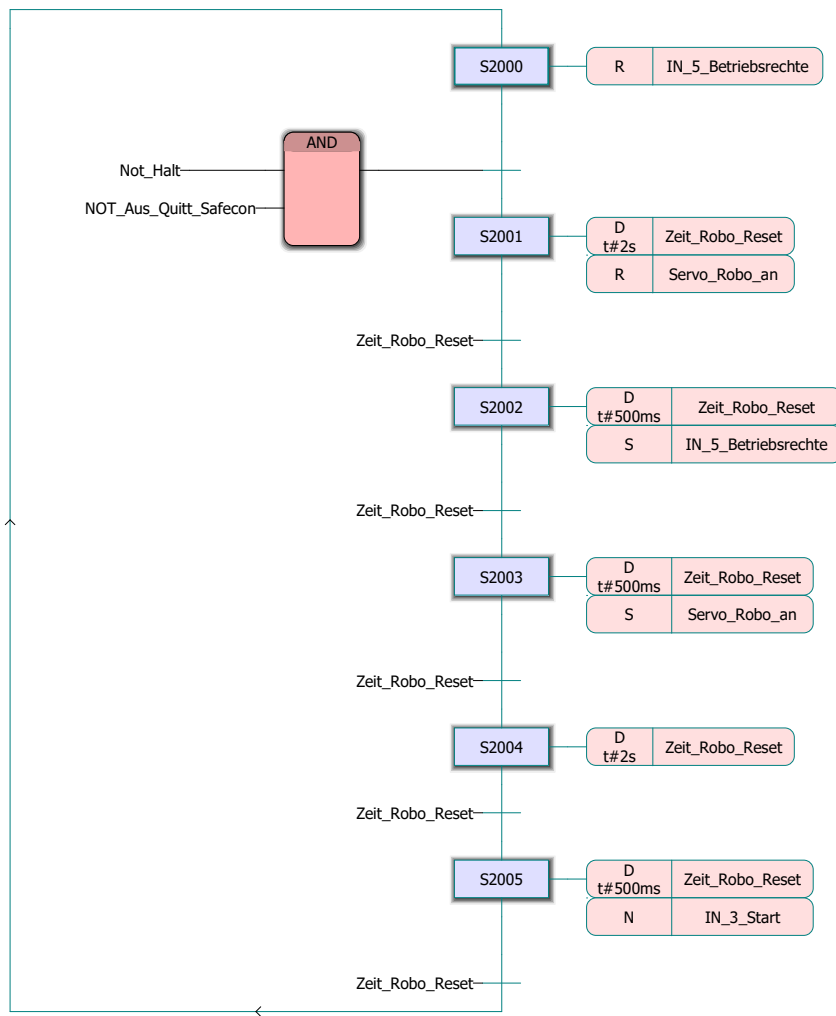 S2000
R IN_5_Betriebsrechte
AND
Not_Halt
NOT_Aus_Quitt_Safecon
S2001
D
t#2s Zeit_Robo_Reset
R Servo_Robo_an
Zeit_Robo_Reset
S2002
D
t#500ms Zeit_Robo_Reset
S IN_5_Betriebsrechte
Zeit_Robo_Reset
S2003
D
t#500ms Zeit_Robo_Reset
S Servo_Robo_an
Zeit_Robo_Reset
S2004
D
t#2s Zeit_Robo_Reset
Zeit_Robo_Reset
S2005
D
t#500ms Zeit_Robo_Reset
N IN_3_Start
Zeit_Robo_Reset